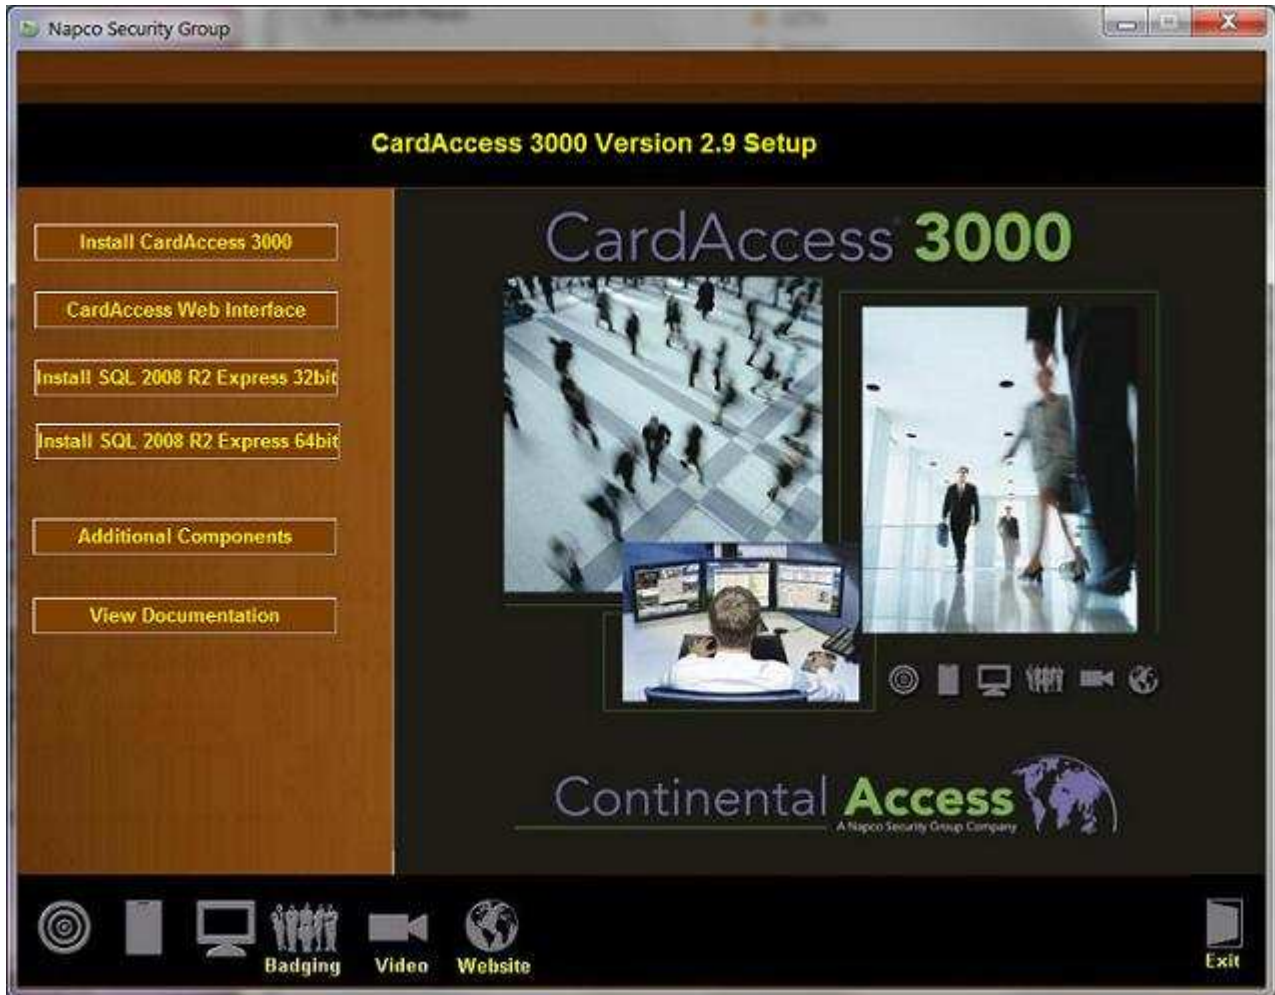 Napco Security Group
CardAccess 3000 Version 2.9 Setup
Install CardAccess 3000
CardAccess Web Interface
Install SQL 2008 R2 Express 32bit
Install SQL 2008 R2 Express 64bit
Additional Components
View Documentation
CardAccess 3000
Continental Access
A Napco Security Group Company
Badging
Video
Website
Exit